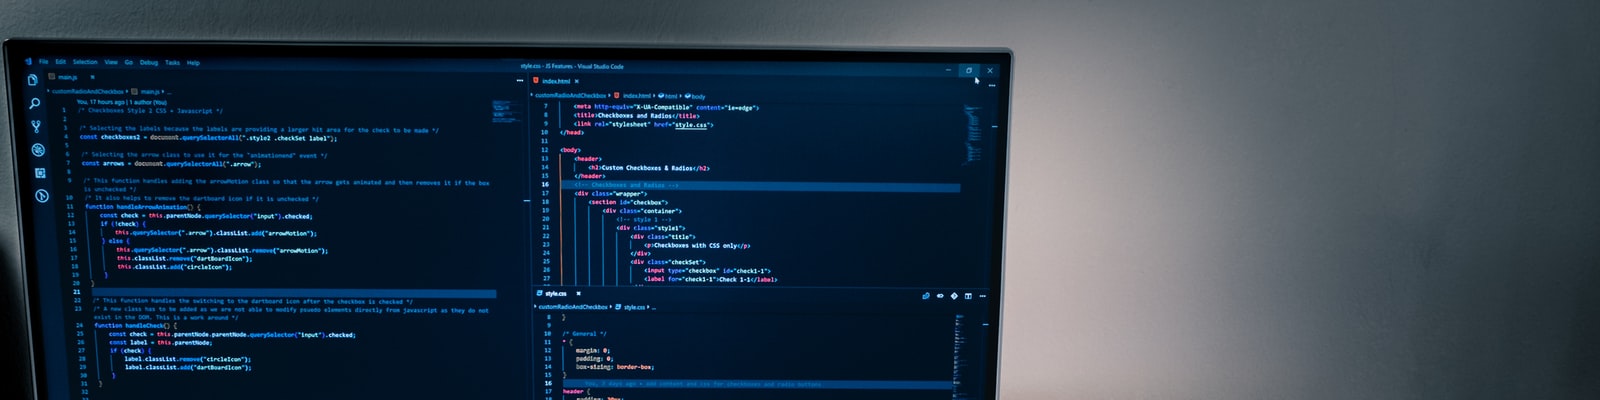 File Edit Selection View Go Debug Tasks Help
style.css - JS Features - Visual Studio Code
main.js
customRadioAndCheckbox main.js ...
You, 17 hours ago | 1 author (You)
1 /* Checkboxes Style 2 CSS + Javascript */
2
3 /* Selecting the labels because the labels are providing a larger hit area for the check to be made */
4 const checkboxes2 = document.querySelectorAll(".style2 .checkSet label");
5
6 /* Selecting the arrow class to use it for the "animationend" event */
7 const arrows = document.querySelectorAll(".arrow");
8
9 /* This function handles adding the arrowMotion class so that the arrow gets animated and then removes it if the box
is unchecked */
10 /* It also helps to remove the dartboard icon if it is unchecked */
11 function handleArrowAnimation() {
12 const check = this.parentNode.querySelector("input").checked;
13 if (!check) {
14 this.querySelector(".arrow").classList.add("arrowMotion");
15 } else {
16 this.querySelector(".arrow").classList.remove("arrowMotion");
17 this.classList.remove("dartBoardIcon");
18 this.classList.add("circleIcon");
19 }
20 }
21
22 /* This function handles the switching to the dartboard icon after the checkbox is checked */
23 /* A new class has to be added as we are not able to modify psuedo elements directly from javascript as they do not
exist in the DOM. This is a work around */
24 function handleCheck() {
25 const check = this.parentNode.parentNode.querySelector("input").checked;
26 const label = this.parentNode;
27 if (check) {
28 label.classList.remove("circleIcon");
29 label.classList.add("dartBoardIcon");
30 }
31 }
index.html
customRadioAndCheckbox index.html html body
7 <meta http-equiv="X-UA-Compatible" content="ie=edge">
8 <title>Checkboxes and Radios</title>
9 <link rel="stylesheet" href="style.css">
10 </head>
11
12 <body>
13 <header>
14 <h2>Custom Checkboxes & Radios</h2>
15 </header>
16 <!-- Checkboxes and Radios -->
17 <div class="wrapper">
18 <section id="checkbox">
19 <div class="container">
20 <!-- style 1 -->
21 <div class="style1">
22 <div class="title">
23 <p>Checkboxes with CSS only</p>
24 </div>
25 <div class="checkSet">
26 <input type="checkbox" id="check1-1">
27 <label for="check1-1">Check 1-1</label>
style.css
customRadioAndCheckbox style.css ...
8 }
9
10 /* General */
11 * {
12 margin: 0;
13 padding: 0;
14 box-sizing: border-box;
15 }
16 You, 2 days ago • add content and css for checkboxes and radio buttons
17 header {
18 padding: